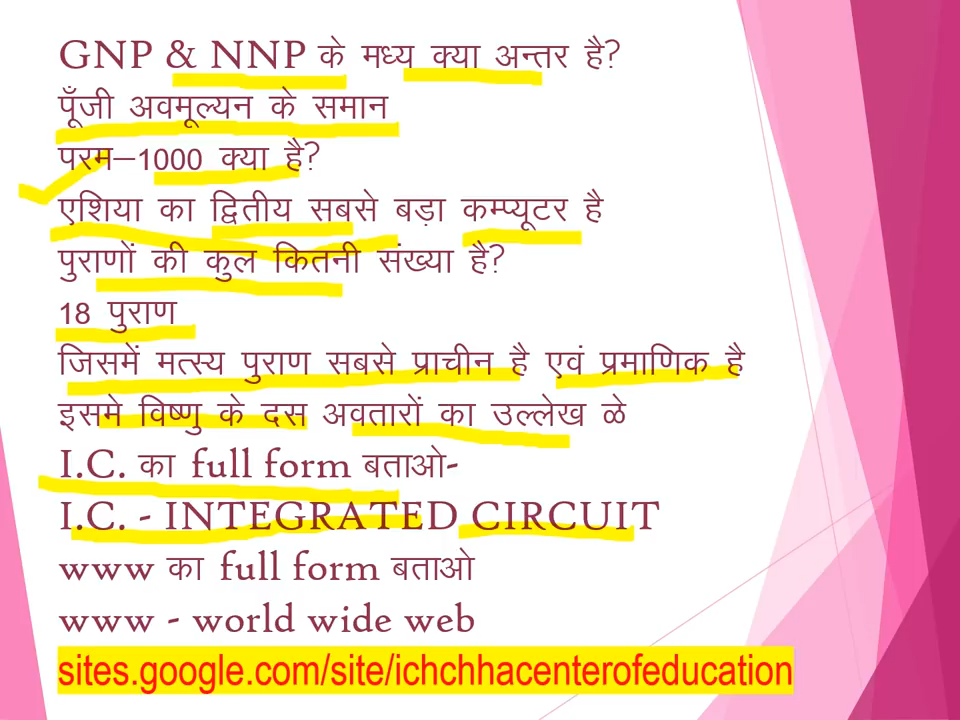 GNP & NNP के मध्य क्या अन्तर है?
पूँजी अवमूल्यन के समान
परम–1000 क्या है?
एशिया का द्वितीय सबसे बड़ा कम्प्यूटर है
पुराणों की कुल कितनी संख्या है?
18 पुराण
जिसमें मत्स्य पुराण सबसे प्राचीन है एवं प्रमाणिक है
इसमे विष्णु के दस अवतारों का उल्लेख ळे
I.C. का full form बताओ-
I.C. - INTEGRATED CIRCUIT
www का full form बताओ
www - world wide web
sites.google.com/site/ichchhacenterofeducation